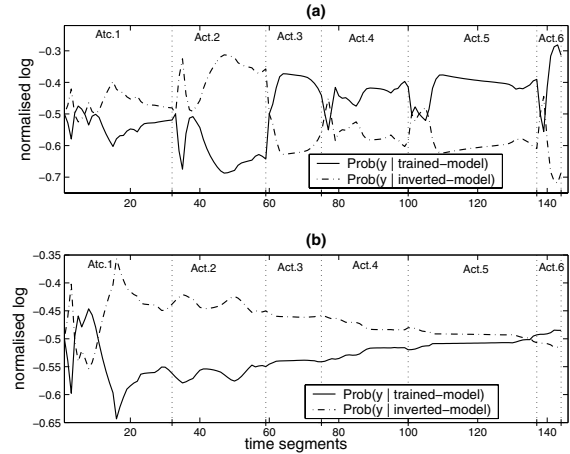 (a)
Atc.1 Act.2 Act.3 Act.4 Act.5 Act.6
normalised log
−0.3
−0.4
−0.5
−0.6
−0.7
Prob(y | trained−model)
Prob(y | inverted−model)
20 40 60 80 100 120 140
(b)
Atc.1 Act.2 Act.3 Act.4 Act.5 Act.6
normalised log
−0.35
−0.4
−0.45
−0.5
−0.55
−0.6
−0.65
Prob(y | trained−model)
Prob(y | inverted−model)
20 40 60 80 100 120 140
time segments